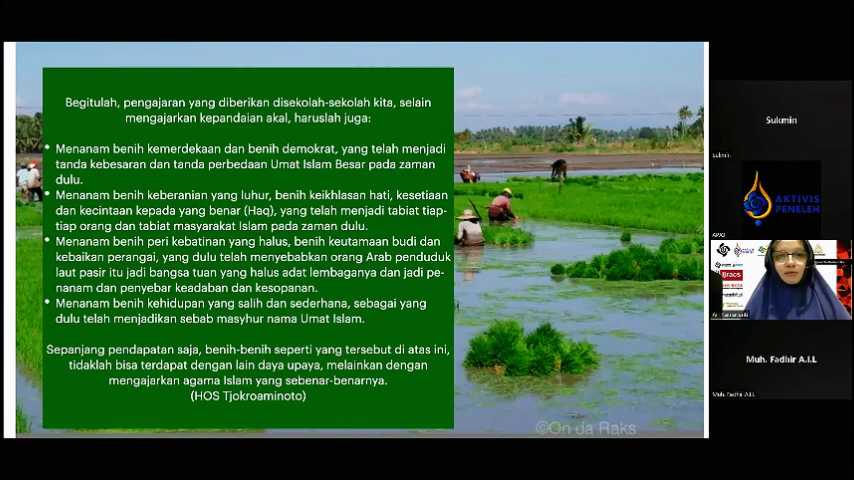 Begitulah, pengajaran yang diberikan disekolah-sekolah kita, selain
mengajarkan kepandaian akal, haruslah juga:
• Menanam benih kemerdekaan dan benih demokrat, yang telah menjadi
tanda kebesaran dan tanda perbedaan Umat Islam Besar pada zaman
dulu.
• Menanam benih keberanian yang luhur, benih keikhlasan hati, kesetiaan
dan kecintaan kepada yang benar (Haq), yang telah menjadi tabiat tiap-
tiap orang dan tabiat masyarakat Islam pada zaman dulu.
• Menanam benih peri kebatinan yang halus, benih keutamaan budi dan
kebaikan perangai, yang dulu telah menyebabkan orang Arab penduduk
laut pasir itu jadi bangsa tuan yang halus adat lembaganya dan jadi pe-
nanam dan penyebar keadaban dan kesopanan.
• Menanam benih kehidupan yang salih dan sederhana, sebagai yang
dulu telah menjadikan sebab masyhur nama Umat Islam.
Sepanjang pendapatan saja, benih-benih seperti yang tersebut di atas ini,
tidaklah bisa terdapat dengan lain daya upaya, melainkan dengan
mengajarkan agama Islam yang sebenar-benarnya.
(HOS Tjokroaminoto)
©On da Raks
Sukmin
Sukmin
AKTIVIS
PENELEH
Muh. Fadhir A.I.L
Muh. Fadhir A.I.L